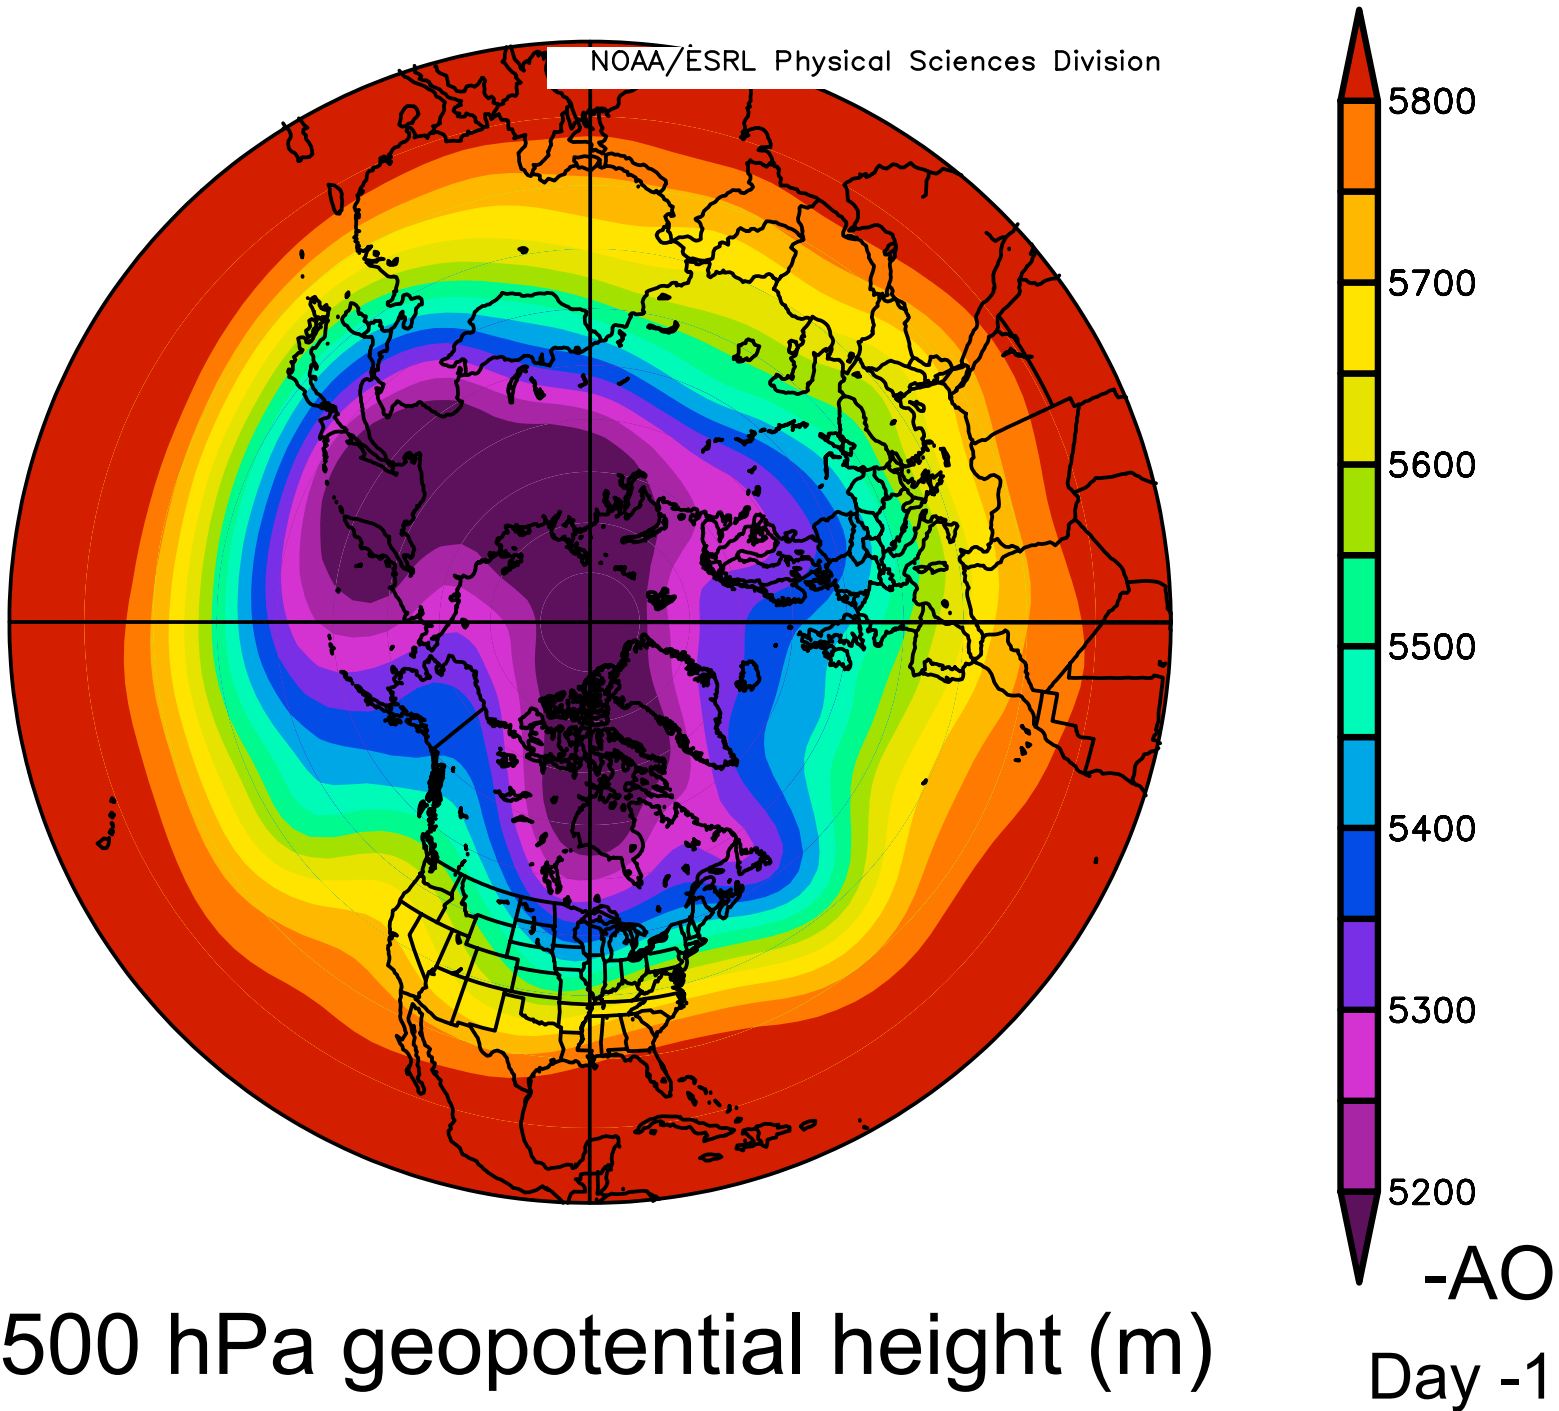 NOAA/ESRL Physical Sciences Division
5800
5700
5600
5500
5400
5300
5200
-AO
500 hPa geopotential height (m)
Day -1